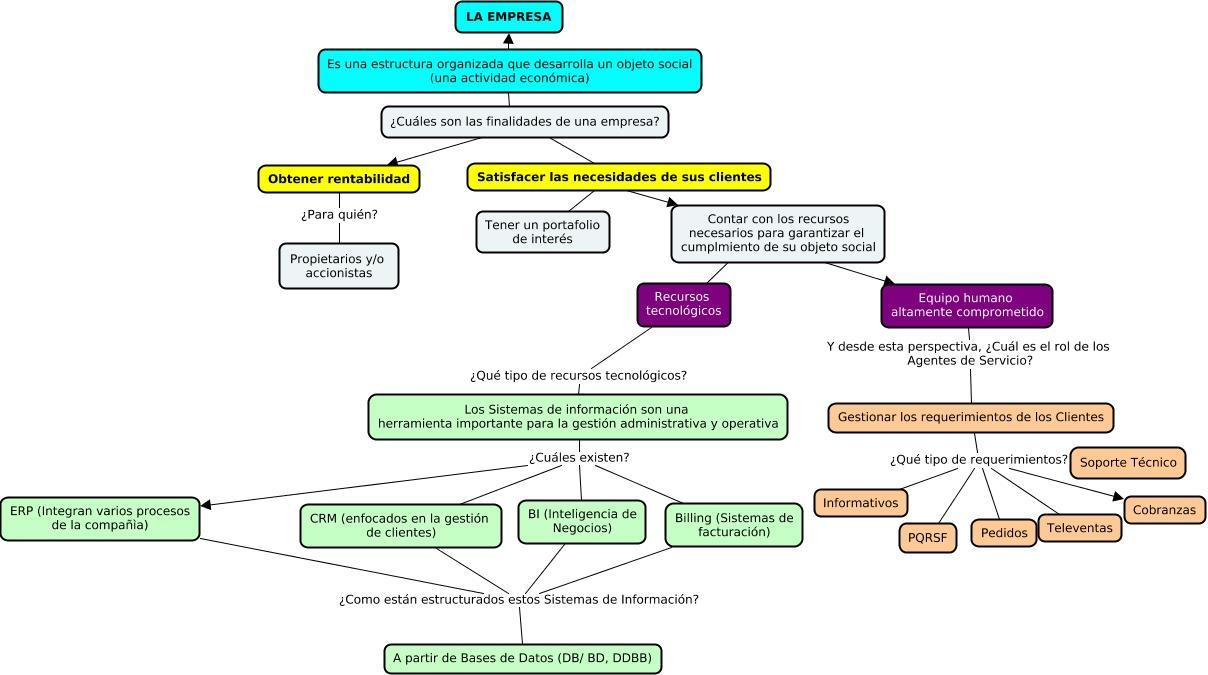 LA EMPRESA
Es una estructura organizada que desarrolla un objeto social
(una actividad económica)
¿Cuáles son las finalidades de una empresa?
Obtener rentabilidad
Satisfacer las necesidades de sus clientes
¿Para quién?
Propietarios y/o
accionistas
Tener un portafolio
de interés
Contar con los recursos
necesarios para garantizar el
cumplmiento de su objeto social
Recursos
tecnológicos
Equipo humano
altamente comprometido
¿Qué tipo de recursos tecnológicos?
Y desde esta perspectiva, ¿Cuál es el rol de los
Agentes de Servicio?
Los Sistemas de información son una
herramienta importante para la gestión administrativa y operativa
Gestionar los requerimientos de los Clientes
¿Cuáles existen?
¿Qué tipo de requerimientos?
Soporte Técnico
ERP (Integran varios procesos
de la compañia)
CRM (enfocados en la gestión
de clientes)
BI (Inteligencia de
Negocios)
Billing (Sistemas de
facturación)
Informativos
PQRSF
Pedidos
Televentas
Cobranzas
¿Como están estructurados estos Sistemas de Información?
A partir de Bases de Datos (DB/ BD, DDBB)